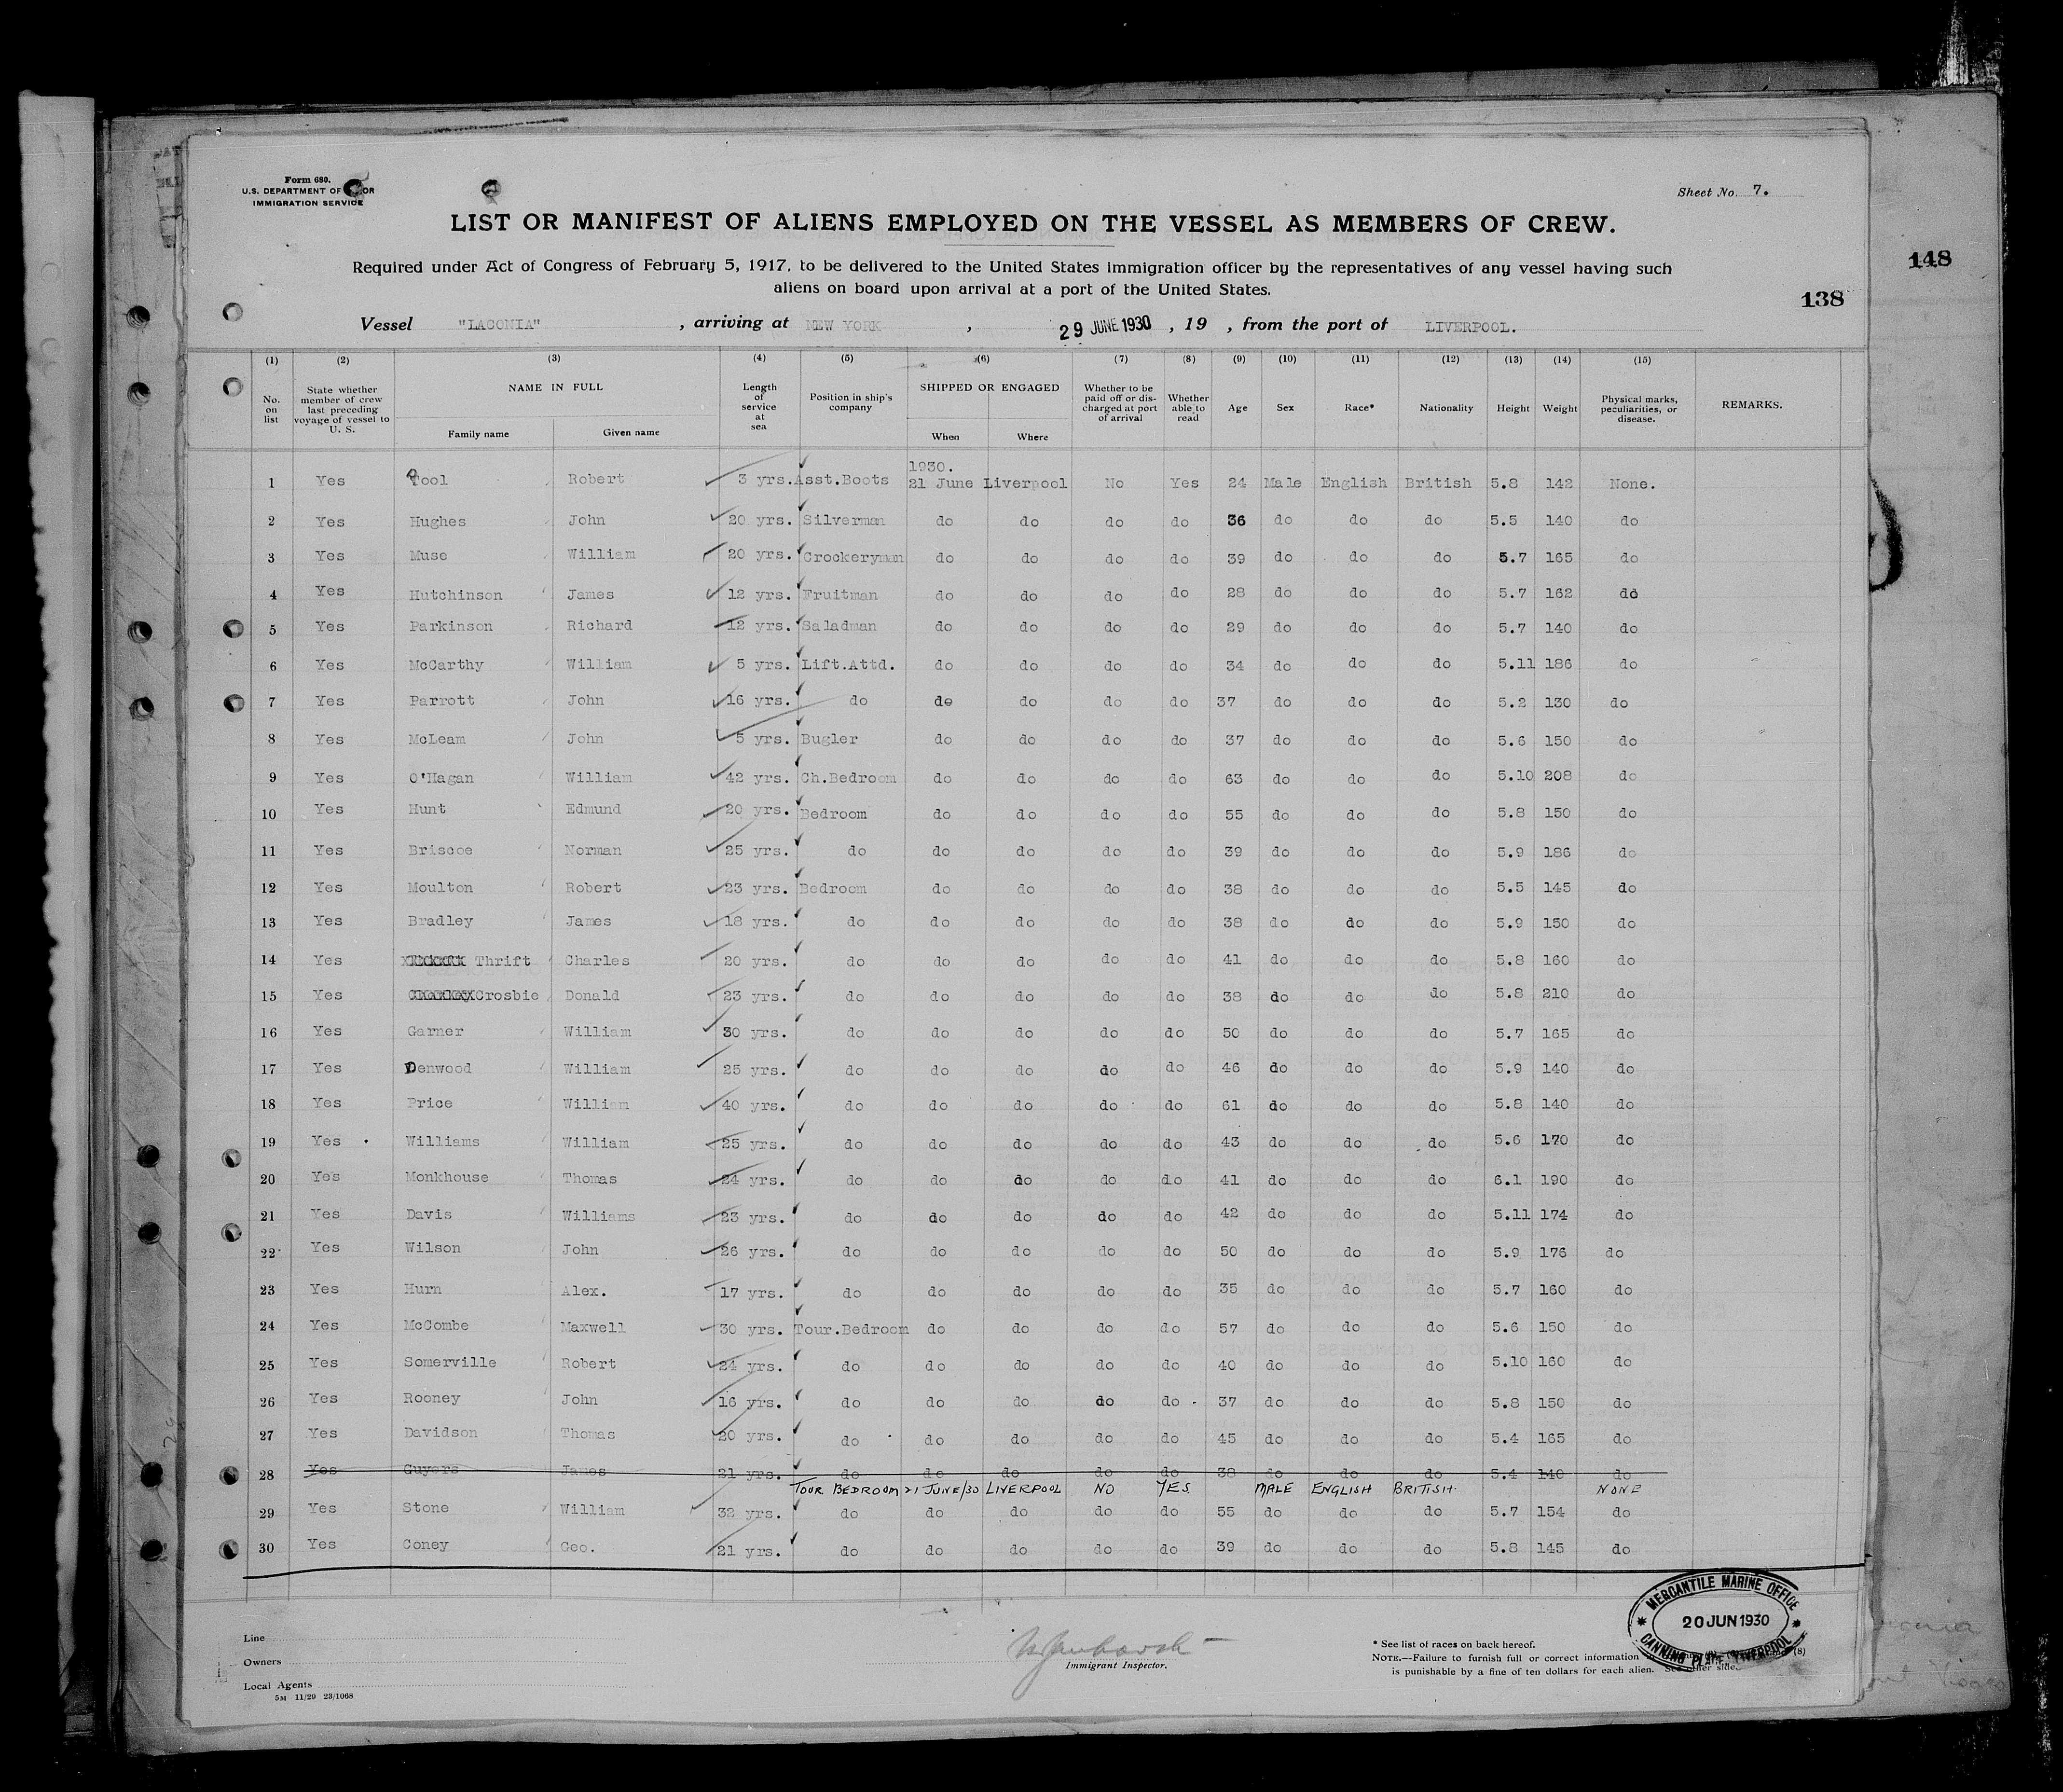 Form 680.
U.S. DEPARTMENT OF OR
IMMIGRATION SERVICE
Sheet No. 7.
LIST OR MANIFEST OF ALIENS EMPLOYED ON THE VESSEL AS MEMBERS OF CREW.
148
Required under Act of Congress of February 5, 1917, to be delivered to the United States immigration officer by the representatives of any vessel having such
aliens on board upon arrival at a port of the United States.
138
Vessel "LACONIA" , arriving at NEW YORK , 29 JUNE 1930 , 19 , from the port of LIVERPOOL.
(1) (2) (3) (4) (5) (6) (7) (8) (9) (10) (11) (12) (13) (14) (15)
No. on list State whether member of crew last preceding voyage of vessel to U. S. NAME IN FULL Family name Given name Length of service at sea Position in ship's company SHIPPED OR ENGAGED When Where Whether to be paid off or discharged at port of arrival Whether able to read Age Sex Race* Nationality Height Weight Physical marks, peculiarities, or disease. REMARKS.
1930.
1 Yes Pool Robert 3 yrs. Asst.Boots 21 June Liverpool No Yes 24 Male English British 5.8 142 None.
2 Yes Hughes John 20 yrs. Silverman do do do do 36 do do do 5.5 140 do
3 Yes Muse William 20 yrs. Crockeryman do do do do 39 do do do 5.7 165 do
4 Yes Hutchinson James 12 yrs. Fruitman do do do do 28 do do do 5.7 162 do
5 Yes Parkinson Richard 12 yrs. Saladman do do do do 29 do do do 5.7 140 do
6 Yes McCarthy William 5 yrs. Lift.Attd. do do do do 34 do do do 5.11 186 do
7 Yes Parrott John 16 yrs. do do do do do 37 do do do 5.2 130 do
8 Yes McLeam John 5 yrs. Bugler do do do do 37 do do do 5.6 150 do
9 Yes O'Hagan William 42 yrs. Ch.Bedroom do do do do 63 do do do 5.10 208 do
10 Yes Hunt Edmund 20 yrs. Bedroom do do do do 55 do do do 5.8 150 do
11 Yes Briscoe Norman 25 yrs. do do do do do 39 do do do 5.9 186 do
12 Yes Moulton Robert 23 yrs. Bedroom do do do do 38 do do do 5.5 145 do
13 Yes Bradley James 18 yrs. do do do do do 38 do do do 5.9 150 do
14 Yes Thrift Charles 20 yrs. do do do do do 41 do do do 5.8 160 do
15 Yes Crosbie Donald 23 yrs. do do do do do 38 do do do 5.8 210 do
16 Yes Garner William 30 yrs. do do do do do 50 do do do 5.7 165 do
17 Yes Denwood William 25 yrs. do do do do do 46 do do do 5.9 140 do
18 Yes Price William 40 yrs. do do do do do 61 do do do 5.8 140 do
19 Yes Williams William 25 yrs. do do do do do 43 do do do 5.6 170 do
20 Yes Monkhouse Thomas 24 yrs. do do do do do 41 do do do 6.1 190 do
21 Yes Davis Williams 23 yrs. do do do do do 42 do do do 5.11 174 do
22 Yes Wilson John 26 yrs. do do do do do 50 do do do 5.9 176 do
23 Yes Hurn Alex. 17 yrs. do do do do do 35 do do do 5.7 160 do
24 Yes McCombe Maxwell 30 yrs. Tour.Bedroom do do do do 57 do do do 5.6 150 do
25 Yes Somerville Robert 24 yrs. do do do do do 40 do do do 5.10 160 do
26 Yes Rooney John 16 yrs. do do do do do 37 do do do 5.8 150 do
27 Yes Davidson Thomas 20 yrs. do do do do do 45 do do do 5.4 165 do
28 Yes Guyers James 21 yrs. do do do do do 38 do do do 5.4 140 do
TOUR BEDROOM 21 JUNE/30 LIVERPOOL NO YES MALE ENGLISH BRITISH NONE
29 Yes Stone William 32 yrs. do do do do do 55 do do do 5.7 154 do
30 Yes Coney Geo. 21 yrs. do do do do do 39 do do do 5.8 145 do
MERCANTILE MARINE OFFICE
20 JUN 1930
CANNING PLACE, LIVERPOOL
Line
Owners
Local Agents
5M 11/29 23/1068
Immigrant Inspector.
* See list of races on back hereof.
NOTE.—Failure to furnish full or correct information (8)
is punishable by a fine of ten dollars for each alien. See other side.